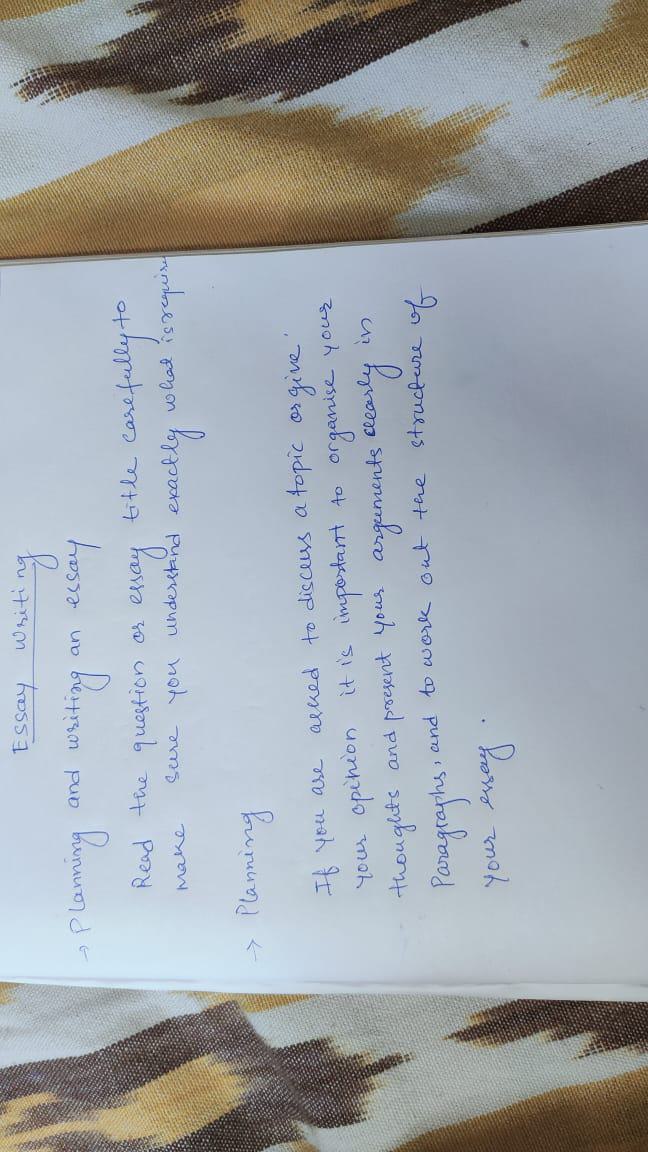 Essay Writing
→ Planning and writing an essay
Read the question or essay title carefully to
make sure you understand exactly what is require
→ Planning
If you are asked to discuss a topic or give
your opinion it is important to organise your
thoughts and present your arguments clearly in
Paragraphs, and to work out the structure of
your essay.